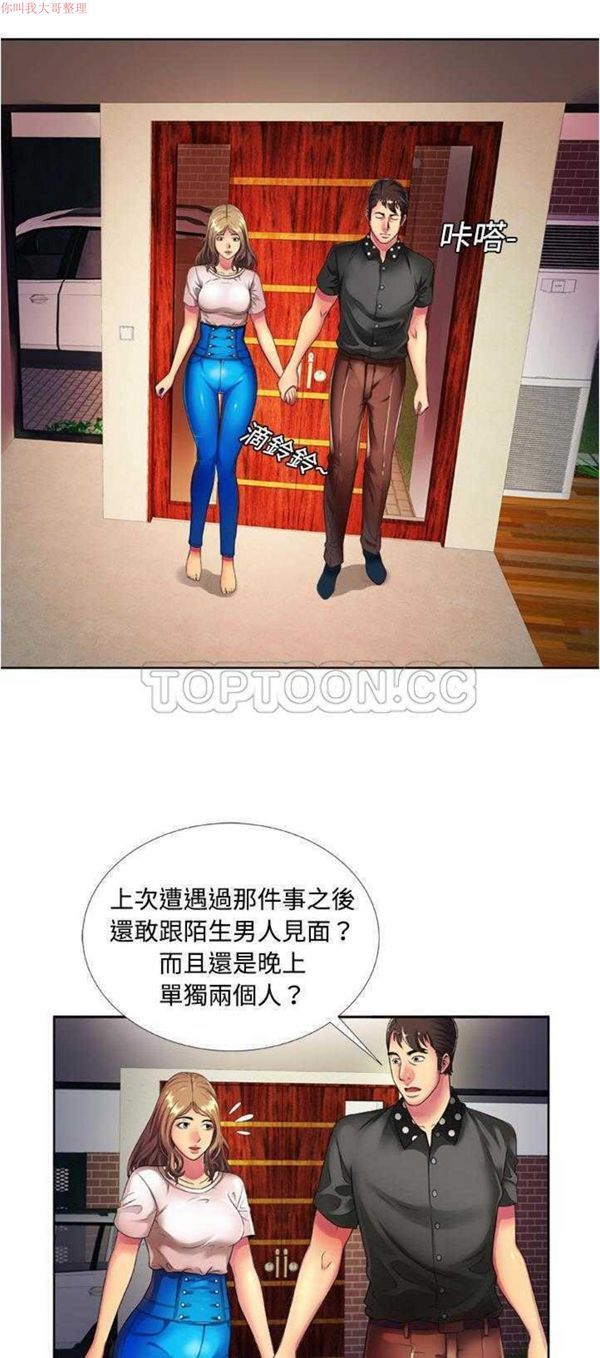 你叫我大哥整理
咔嗒-
滴鈴鈴~
TOPTOON.CC
上次遭遇過那件事之後
還敢跟陌生男人見面？
而且還是晚上
單獨兩個人？